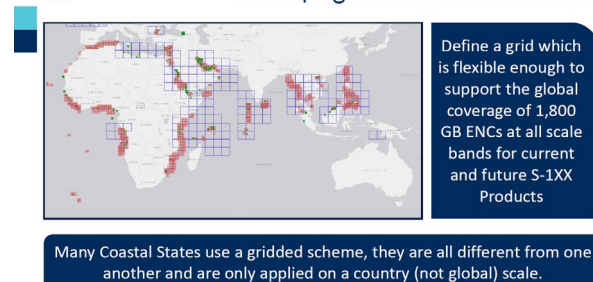 Define a grid which
is flexible enough to
support the global
coverage of 1,800
GB ENCs at all scale
bands for current
and future S-1XX
Products
Many Coastal States use a gridded scheme, they are all different from one
another and are only applied on a country (not global) scale.